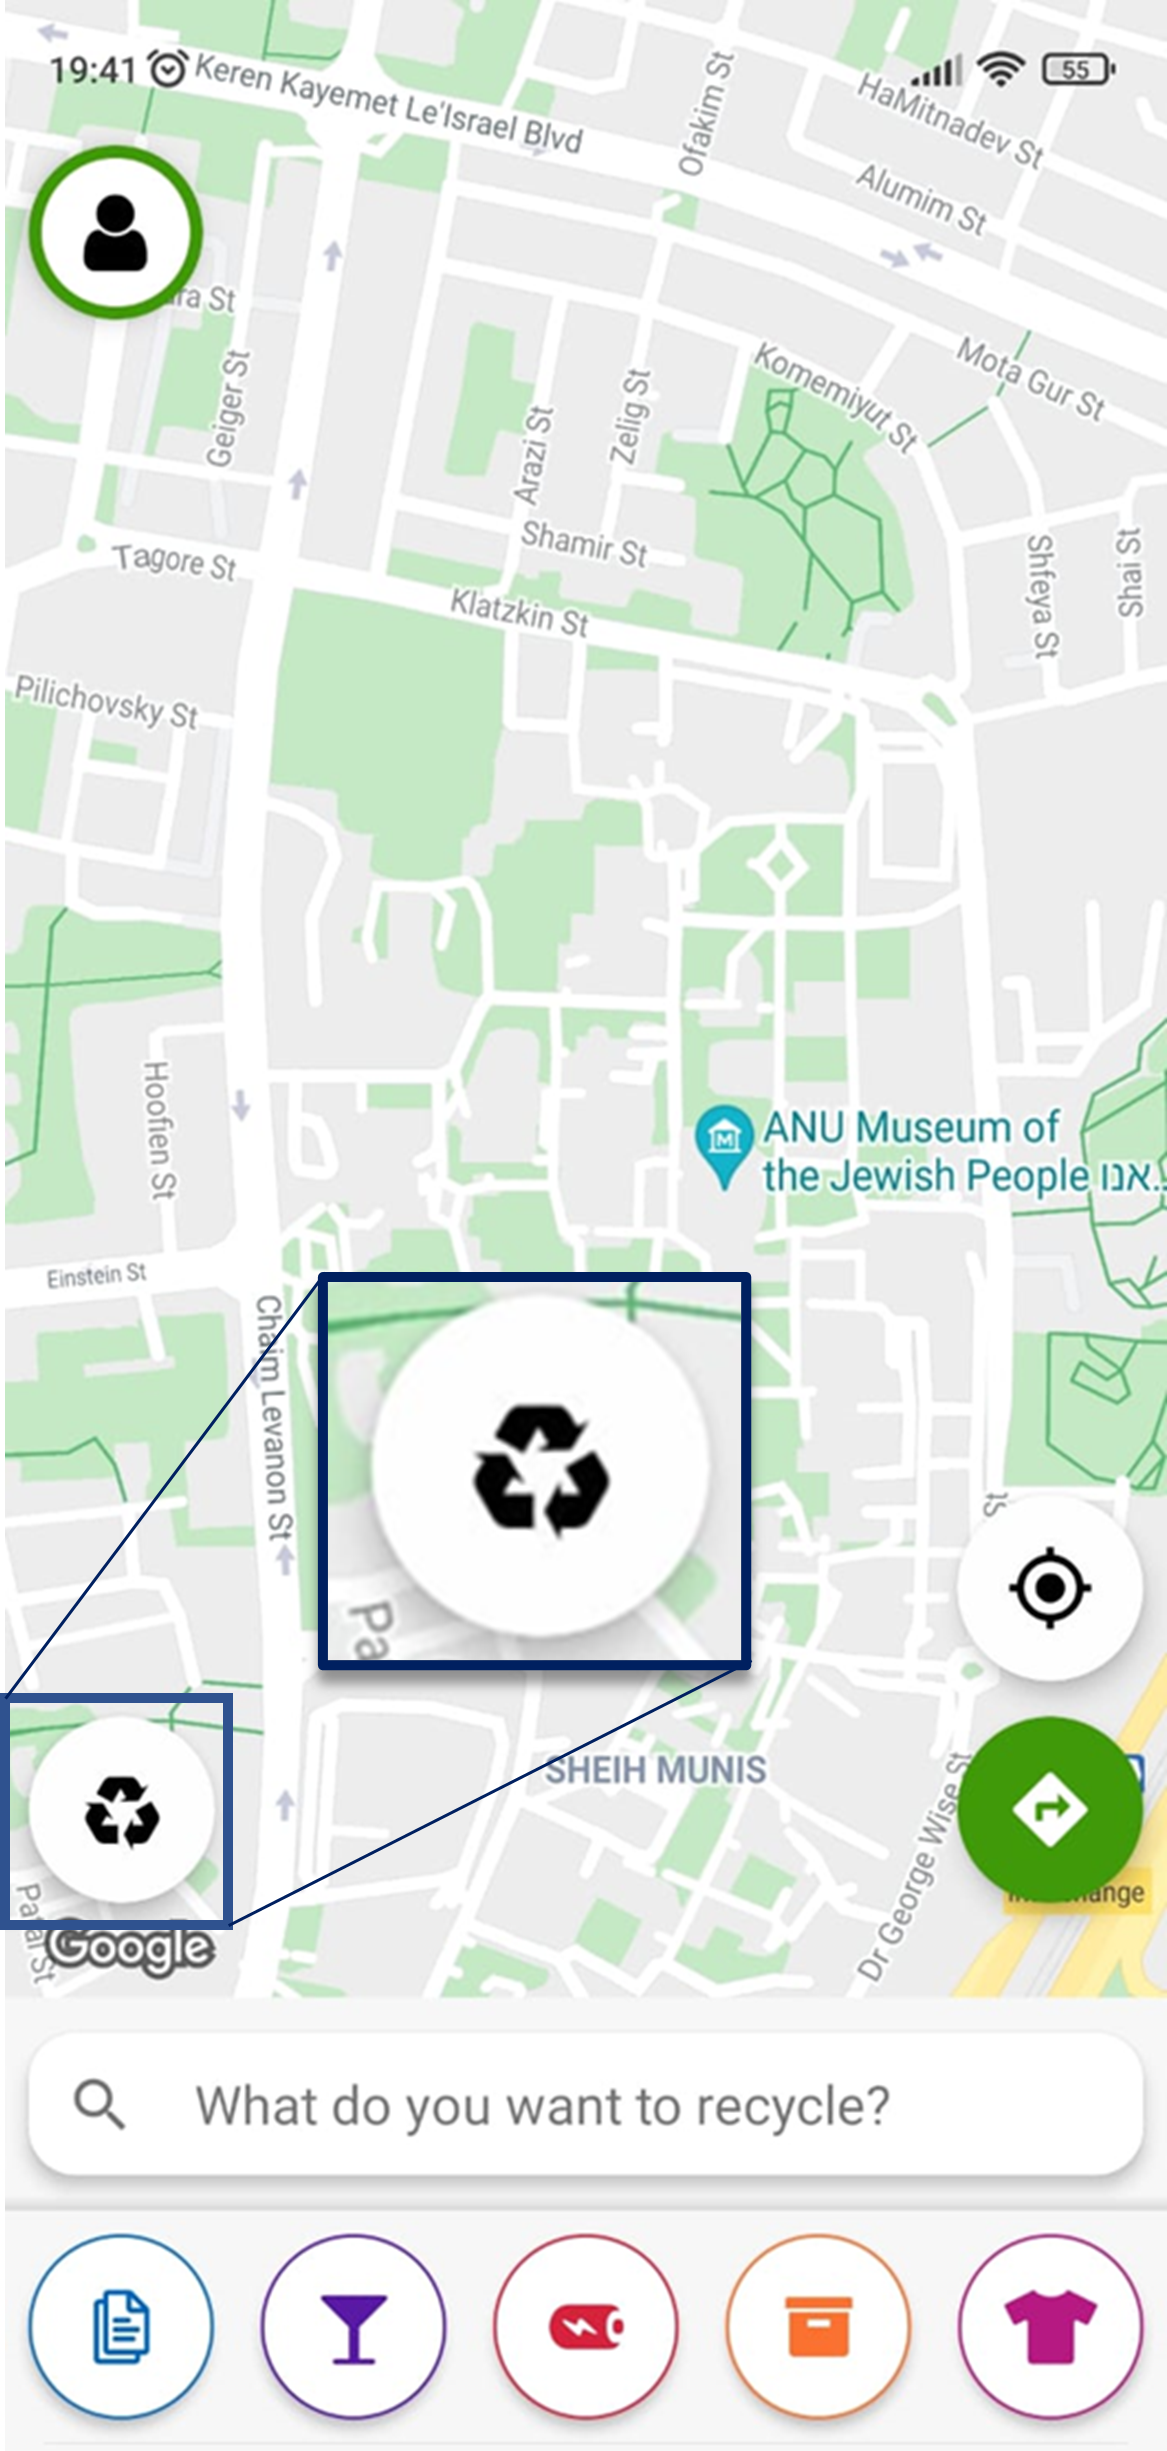 19:41
55
Keren Kayemet Le'Israel Blvd
Ofakim St
HaMitnadev St
Alumim St
ra St
Geiger St
Mota Gur St
Komemiyut St
Zelig St
Arazi St
Shamir St
Shfeya St
Shai St
Tagore St
Klatzkin St
Pilichovsky St
Hoofien St
ANU Museum of
the Jewish People אנו...
Einstein St
Chaim Levanon St
St
Pa
SHEIH MUNIS
Dr George Wise St
Google
What do you want to recycle?